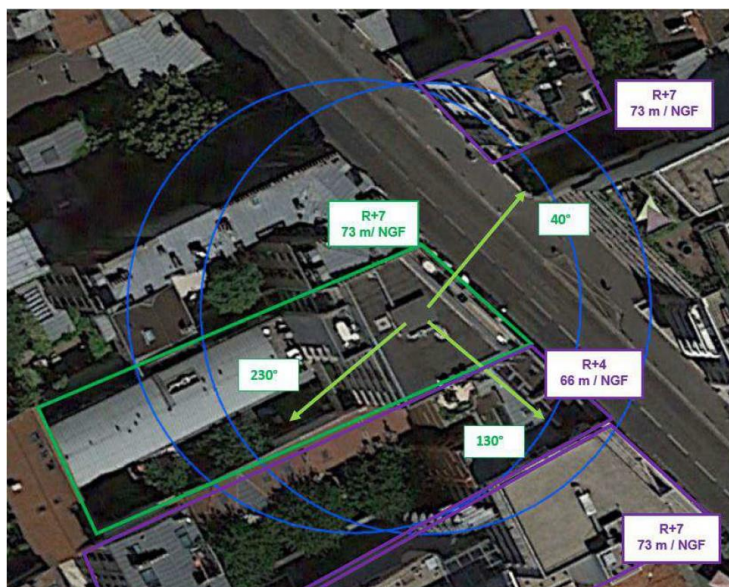 R+7
73 m / NGF
40°
R+7
73 m/ NGF
R+4
66 m / NGF
230°
130°
R+7
73 m / NGF